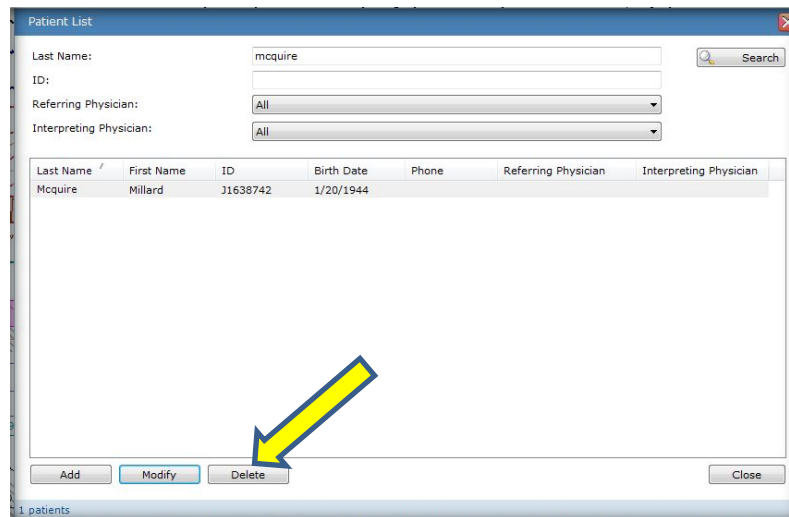 Patient List
Last Name: mcquire Search
ID:
Referring Physician: All
Interpreting Physician: All
Last Name First Name ID Birth Date Phone Referring Physician Interpreting Physician
Mcquire Millard J1638742 1/20/1944
Add Modify Delete Close
1 patients